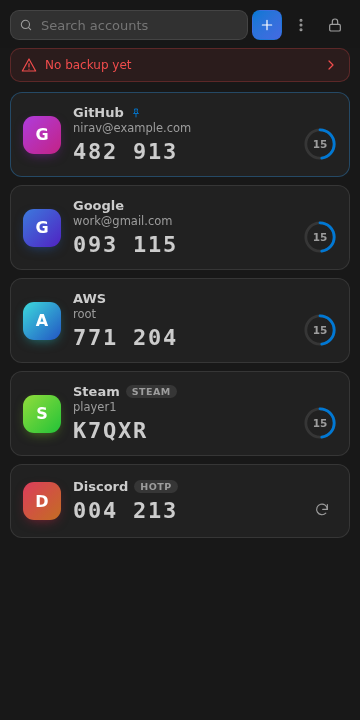 Search accounts
No backup yet
G
GitHub
nirav@example.com
482 913
15
G
Google
work@gmail.com
093 115
15
A
AWS
root
771 204
15
S
Steam STEAM
player1
K7QXR
15
D
Discord HOTP
004 213